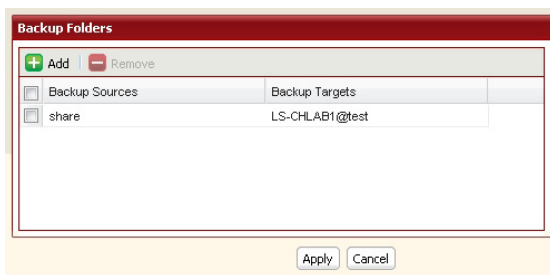 Backup Folders
Add Remove
Backup Sources Backup Targets
share LS-CHLAB1@test
Apply Cancel